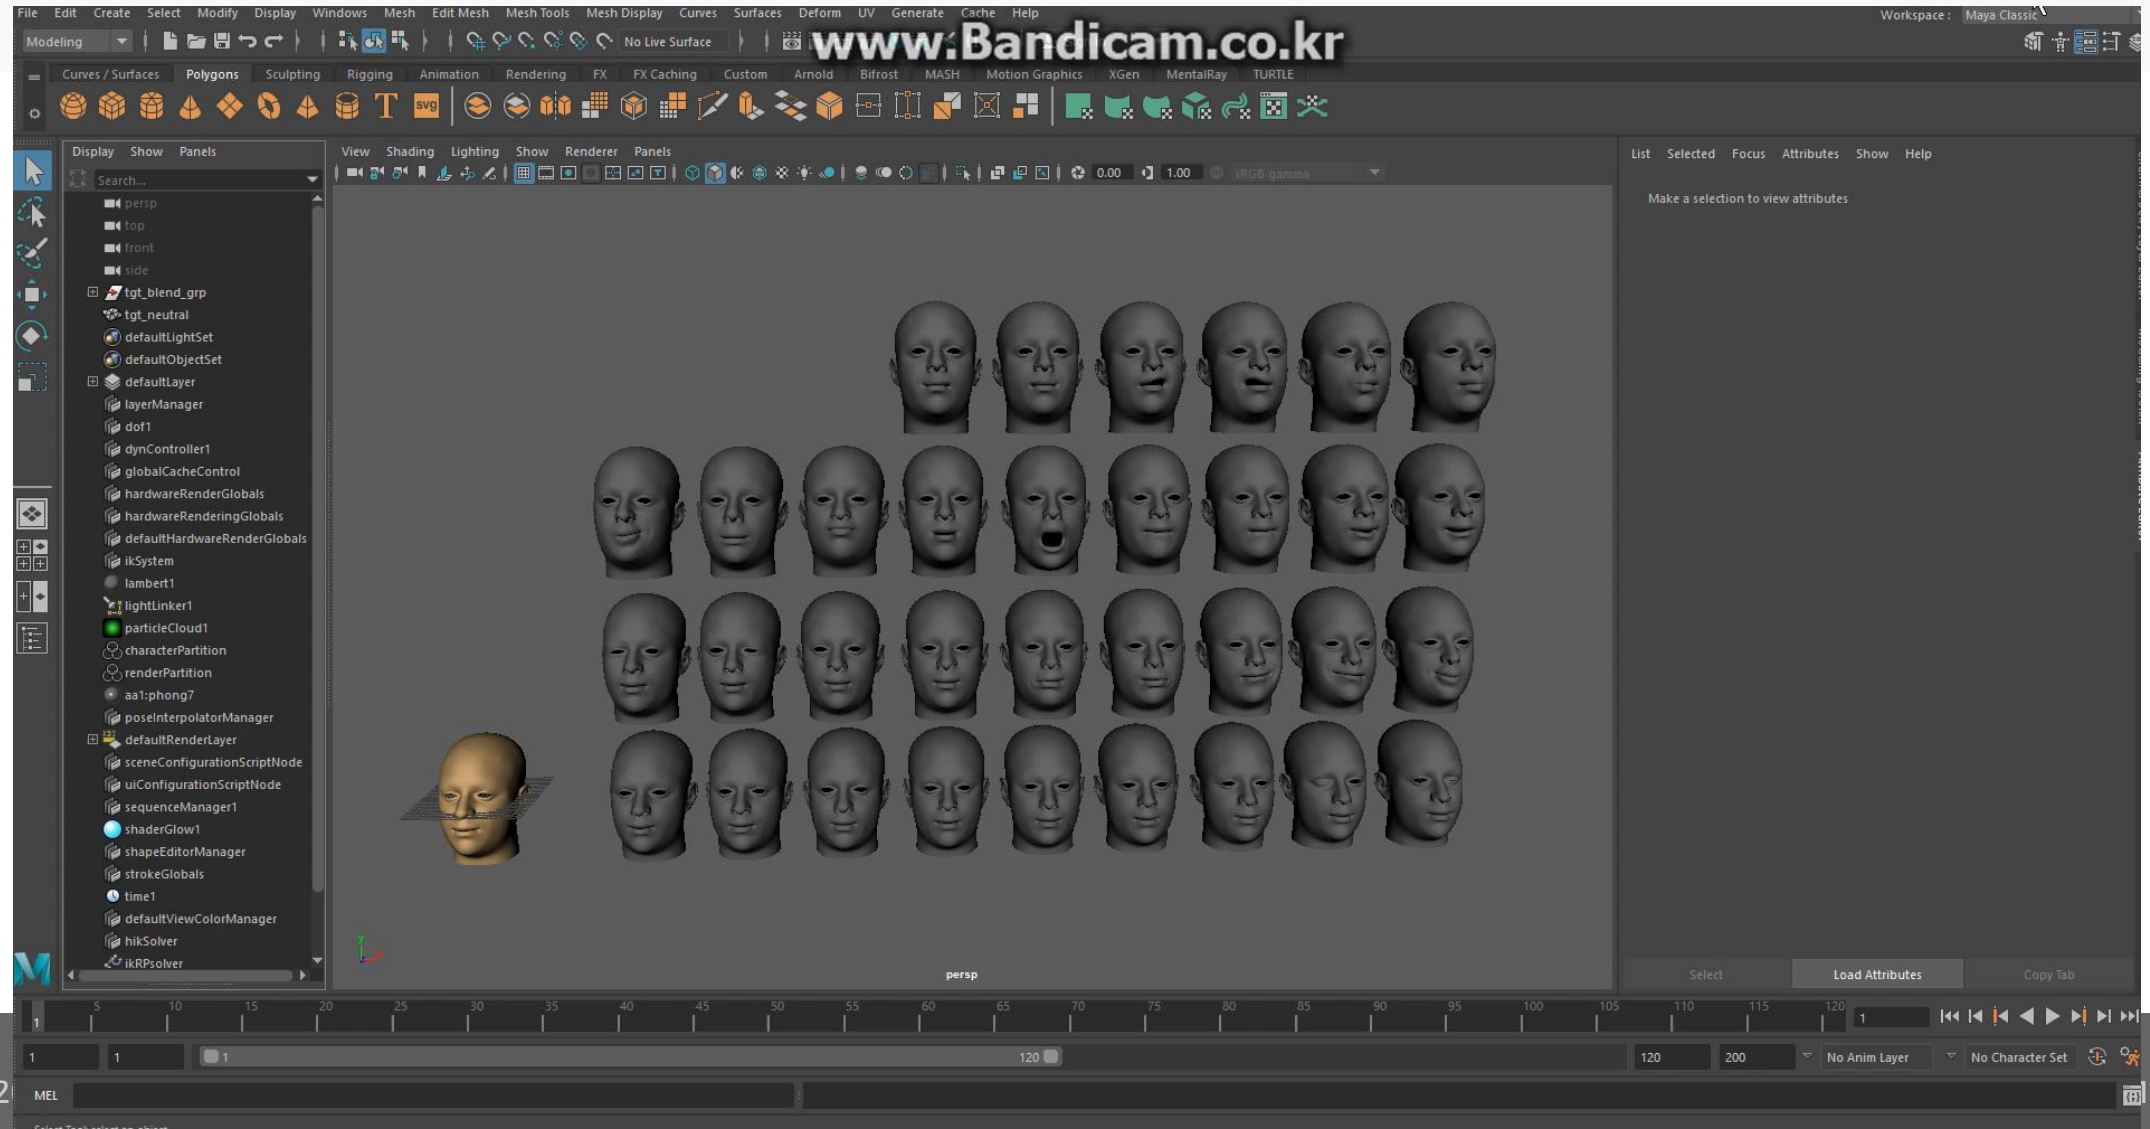 File Edit Create Select Modify Display Windows Mesh Edit Mesh Mesh Tools Mesh Display Curves Surfaces Deform UV Generate Cache Help Workspace : Maya Classic
Modeling No Live Surface
www.Bandicam.co.kr
Curves / Surfaces Polygons Sculpting Rigging Animation Rendering FX FX Caching Custom Arnold Bifrost MASH Motion Graphics XGen MentalRay TURTLE
T svg
Display Show Panels
View Shading Lighting Show Renderer Panels
List Selected Focus Attributes Show Help
Search...
0.00 1.00 sRGB gamma
Make a selection to view attributes
persp
top
front
side
tgt_blend_grp
tgt_neutral
defaultLightSet
defaultObjectSet
defaultLayer
layerManager
dof1
dynController1
globalCacheControl
hardwareRenderGlobals
hardwareRenderingGlobals
defaultHardwareRenderGlobals
ikSystem
lambert1
lightLinker1
particleCloud1
characterPartition
renderPartition
aa1:phong7
poseInterpolatorManager
defaultRenderLayer
sceneConfigurationScriptNode
uiConfigurationScriptNode
sequenceManager1
shaderGlow1
shapeEditorManager
strokeGlobals
time1
defaultViewColorManager
hikSolver
ikRPsolver
persp
Select Load Attributes Copy Tab
5 10 15 20 25 30 35 40 45 50 55 60 65 70 75 80 85 90 95 100 105 110 115 120
1 1
1 1 1 120 120 200 No Anim Layer No Character Set
MEL